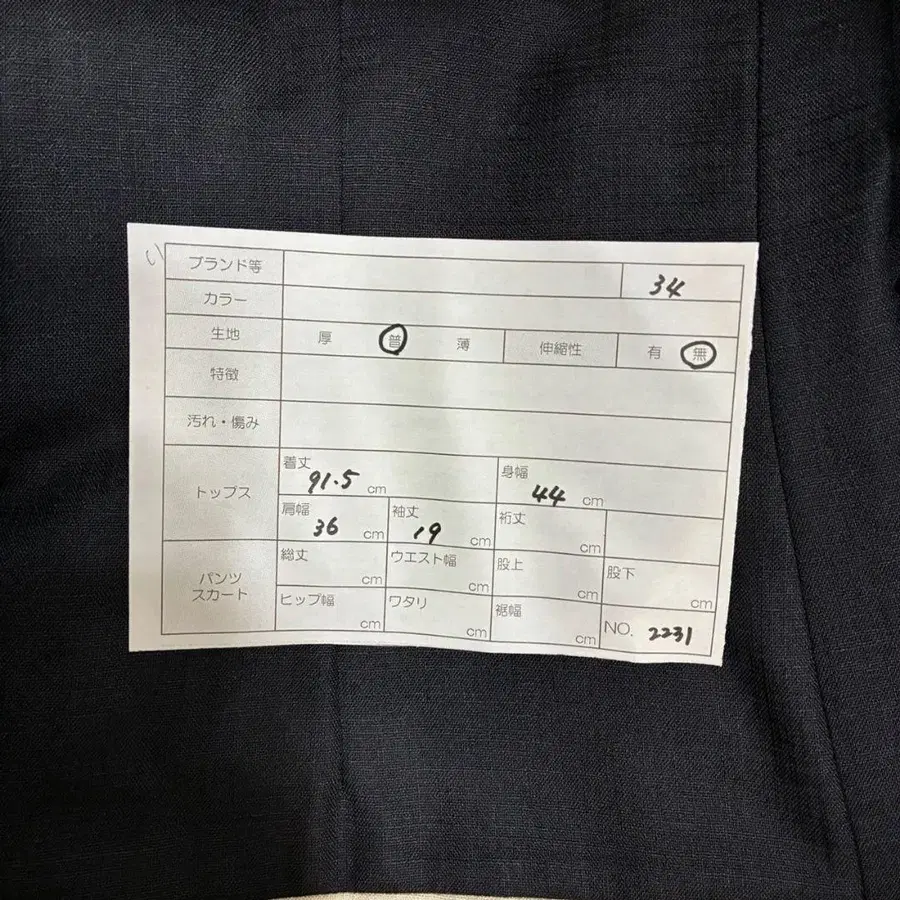 い
ブランド等 34
カラー
生地 厚 普 薄 伸縮性 有 無
特徴
汚れ・傷み
トップス
着丈 91.5 cm 身幅 44 cm
肩幅 36 cm 袖丈 19 cm 裄丈 cm
パンツ
スカート
総丈 cm ウエスト幅 cm 股上 cm 股下 cm
ヒップ幅 cm ワタリ cm 裾幅 cm NO. 2231